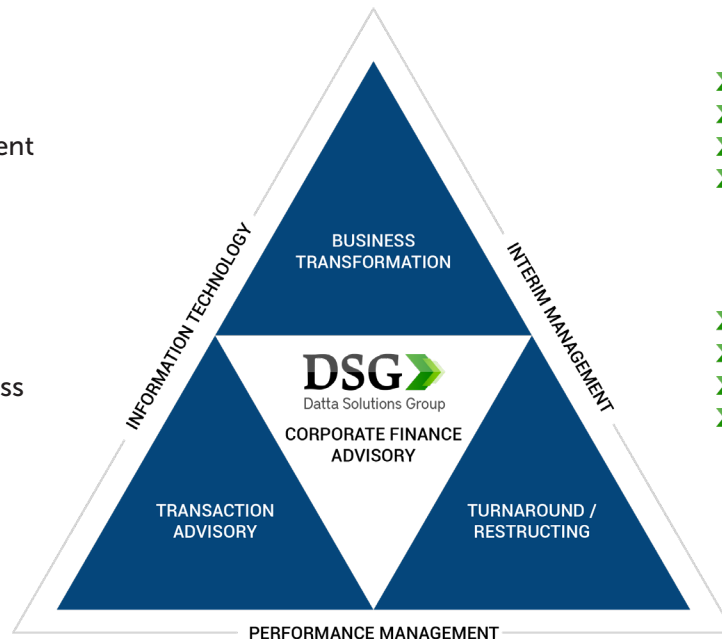 ent
BUSINESS
TRANSFORMATION
INFORMATION TECHNOLOGY
INTERIM MANAGEMENT
DSG
Datta Solutions Group
ss
CORPORATE FINANCE
ADVISORY
TRANSACTION
ADVISORY
TURNAROUND /
RESTRUCTING
PERFORMANCE MANAGEMENT